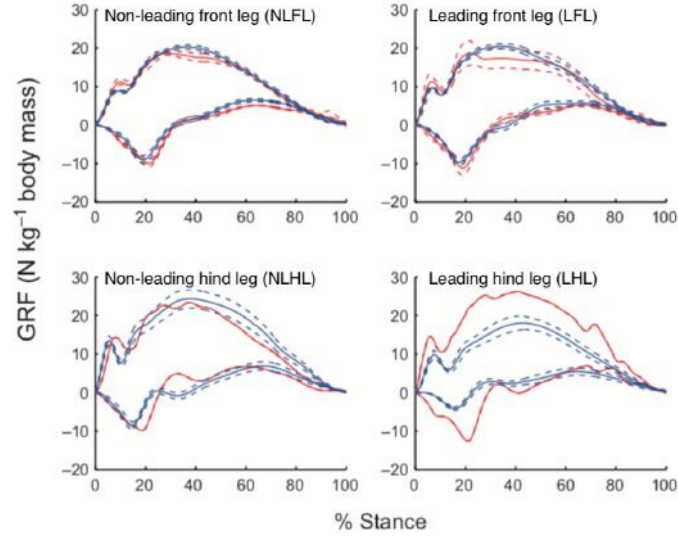 Non-leading front leg (NLFL)
Leading front leg (LFL)
30
20
10
0
–10
–20
0 20 40 60 80 100
30
20
10
0
–10
–20
0 20 40 60 80 100
GRF (N kg⁻¹ body mass)
Non-leading hind leg (NLHL)
Leading hind leg (LHL)
30
20
10
0
–10
–20
0 20 40 60 80 100
30
20
10
0
–10
–20
0 20 40 60 80 100
% Stance